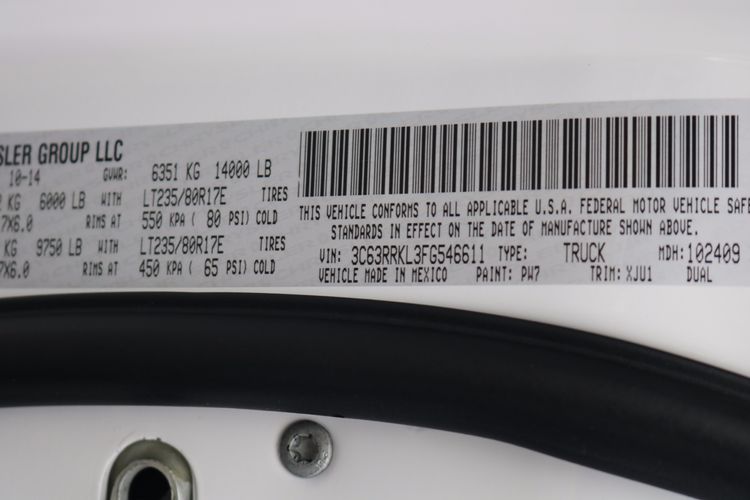 SLER GROUP LLC
10-14 GVWR: 6351 KG 14000 LB
KG 6000 LB WITH LT235/80R17E TIRES
7X6.0 RIMS AT 550 KPA ( 80 PSI) COLD
KG 9750 LB WITH LT235/80R17E TIRES
7X6.0 RIMS AT 450 KPA ( 65 PSI) COLD
THIS VEHICLE CONFORMS TO ALL APPLICABLE U.S.A. FEDERAL MOTOR VEHICLE SAFE
STANDARDS IN EFFECT ON THE DATE OF MANUFACTURE SHOWN ABOVE.
VIN: 3C63RRKL3FG546611 TYPE: TRUCK MDH: 102409
VEHICLE MADE IN MEXICO PAINT: PW7 TRIM: XJU1 DUAL